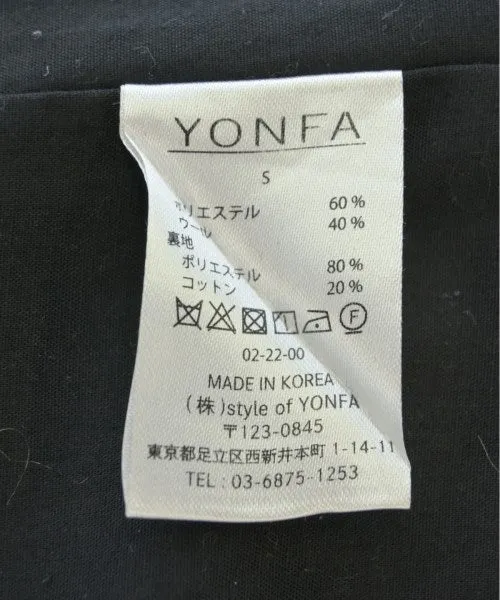 YONFA
S
ポリエステル 60%
ウール 40%
裏地
ポリエステル 80%
コットン 20%
F
02-22-00
MADE IN KOREA
(株)style of YONFA
〒123-0845
東京都足立区西新井本町 1-14-11
TEL : 03-6875-1253